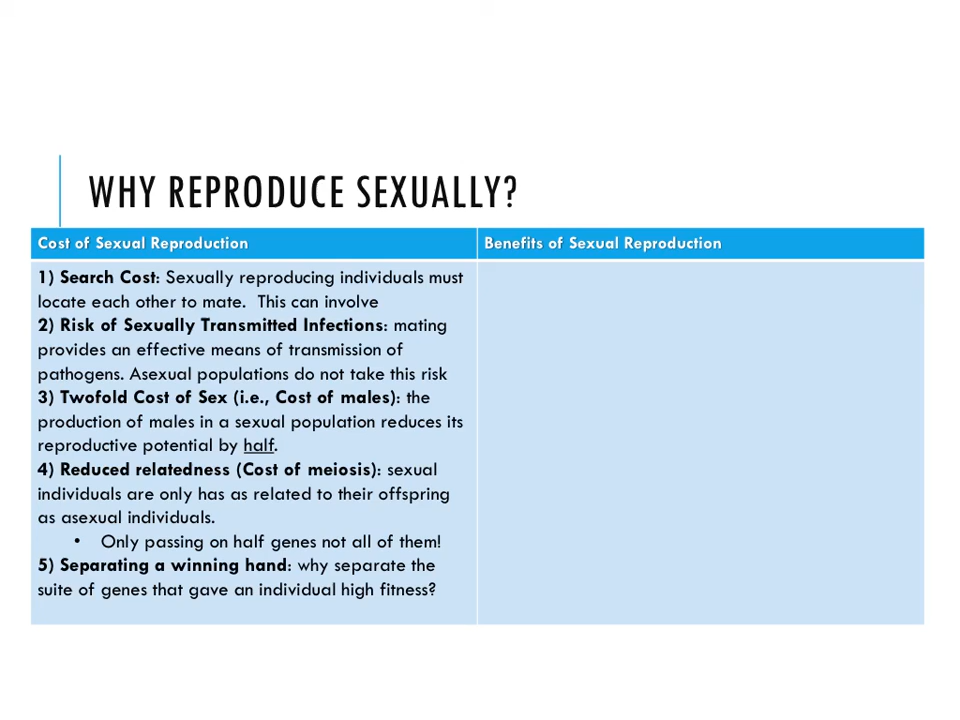 WHY REPRODUCE SEXUALLY?
Cost of Sexual Reproduction
Benefits of Sexual Reproduction
1) Search Cost: Sexually reproducing individuals must
locate each other to mate.  This can involve
2) Risk of Sexually Transmitted Infections: mating
provides an effective means of transmission of
pathogens. Asexual populations do not take this risk
3) Twofold Cost of Sex (i.e., Cost of males): the
production of males in a sexual population reduces its
reproductive potential by half.
4) Reduced relatedness (Cost of meiosis): sexual
individuals are only has as related to their offspring
as asexual individuals.
• Only passing on half genes not all of them!
5) Separating a winning hand: why separate the
suite of genes that gave an individual high fitness?